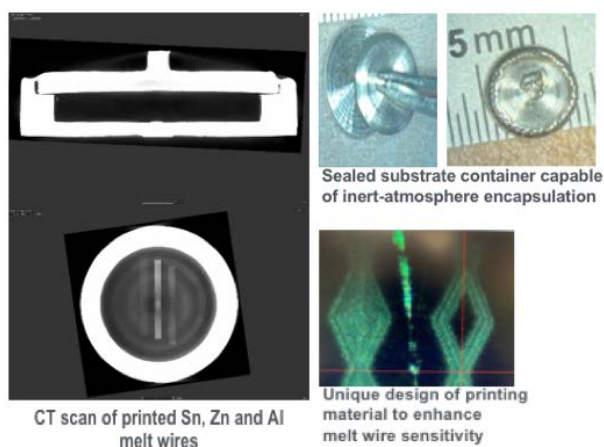 5 mm
Sealed substrate container capable
of inert-atmosphere encapsulation
CT scan of printed Sn, Zn and Al
melt wires
Unique design of printing
material to enhance
melt wire sensitivity